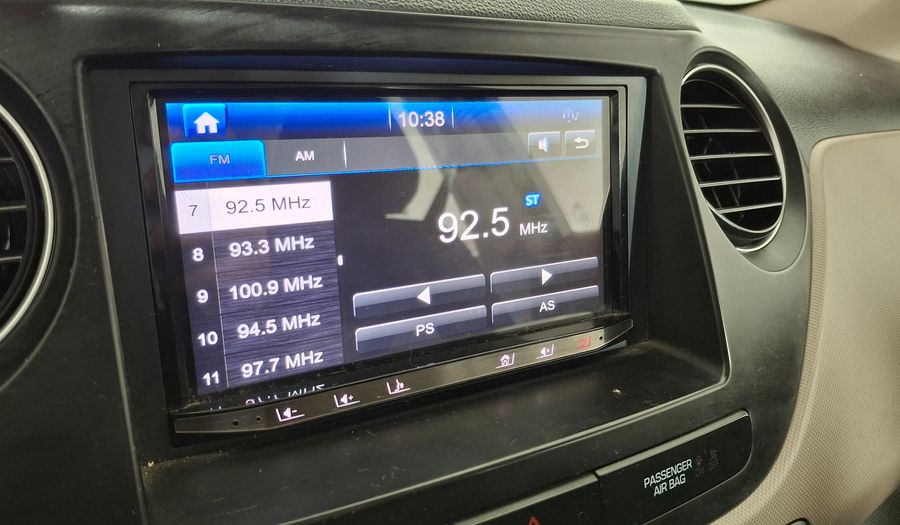 10:38
FM AM
7 92.5 MHz
8 93.3 MHz
9 100.9 MHz
10 94.5 MHz
11 97.7 MHz
ST
92.5 MHz
PS AS
PASSENGER
AIR BAG